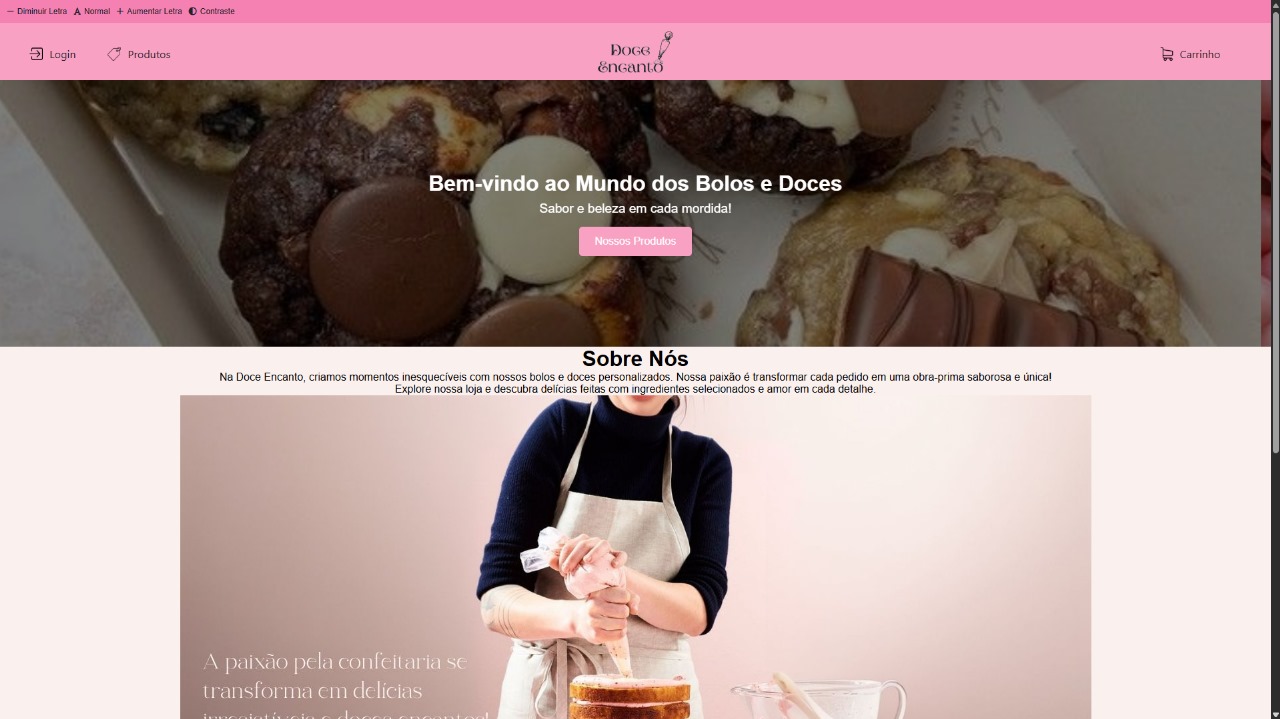 Diminuir Letra Normal Aumentar Letra Contraste
Login Produtos Doce Encanto Carrinho
Bem-vindo ao Mundo dos Bolos e Doces
Sabor e beleza em cada mordida!
Nossos Produtos
Sobre Nós
Na Doce Encanto, criamos momentos inesquecíveis com nossos bolos e doces personalizados. Nossa paixão é transformar cada pedido em uma obra-prima saborosa e única!
Explore nossa loja e descubra delícias feitas com ingredientes selecionados e amor em cada detalhe.
A paixão pela confeitaria se
transforma em delícias